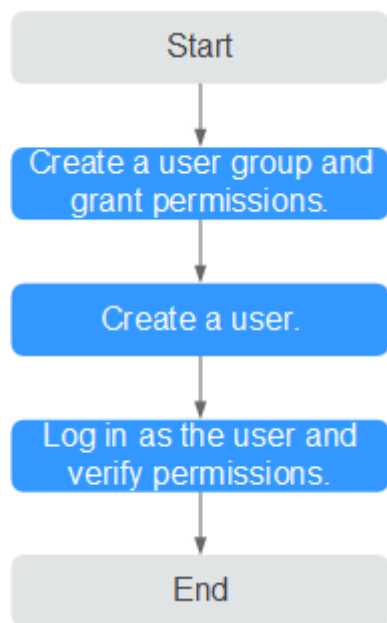 Start
Create a user group and
grant permissions.
Create a user.
Log in as the user and
verify permissions.
End